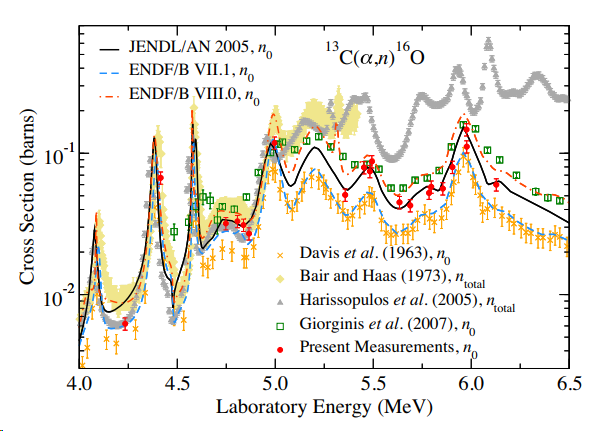 JENDL/AN 2005, n0
ENDF/B VII.1, n0
ENDF/B VIII.0, n0
13C(α,n)16O
Cross Section (barns)
10-1
10-2
Davis et al. (1963), n0
Bair and Haas (1973), ntotal
Harissopulos et al. (2005), ntotal
Giorginis et al. (2007), n0
Present Measurements, n0
4.0 4.5 5.0 5.5 6.0 6.5
Laboratory Energy (MeV)